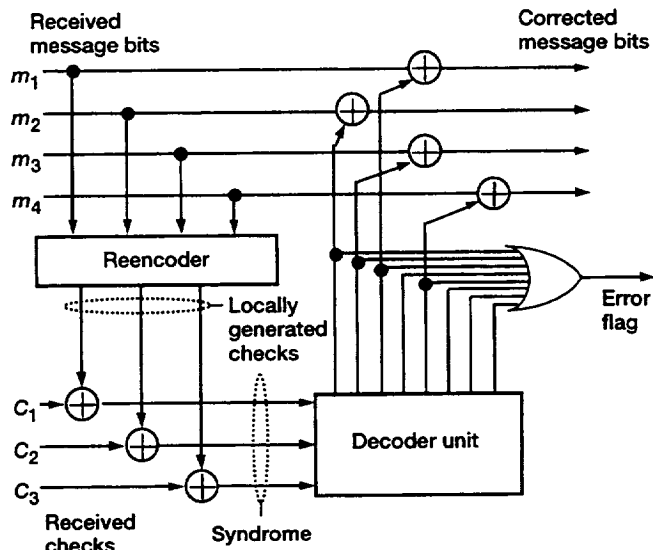 Received
message bits
Corrected
message bits
m1
m2
m3
m4
Reencoder
Locally
generated
checks
Error
flag
C1
C2
C3
Decoder unit
Received
checks
Syndrome